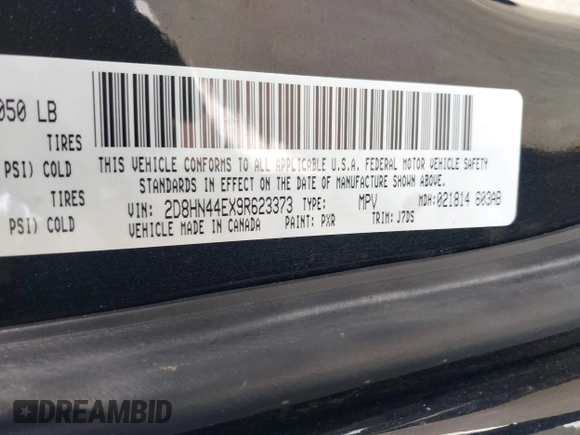 050 LB
TIRES
PSI) COLD
TIRES
PSI) COLD
THIS VEHICLE CONFORMS TO ALL APPLICABLE U.S.A. FEDERAL MOTOR VEHICLE SAFETY
STANDARDS IN EFFECT ON THE DATE OF MANUFACTURE SHOWN ABOVE.
VIN: 2D8HN44EX9R623373 TYPE: MPV MDH:021814 603AB
VEHICLE MADE IN CANADA PAINT: PXR TRIM: J7DS
DREAMBID